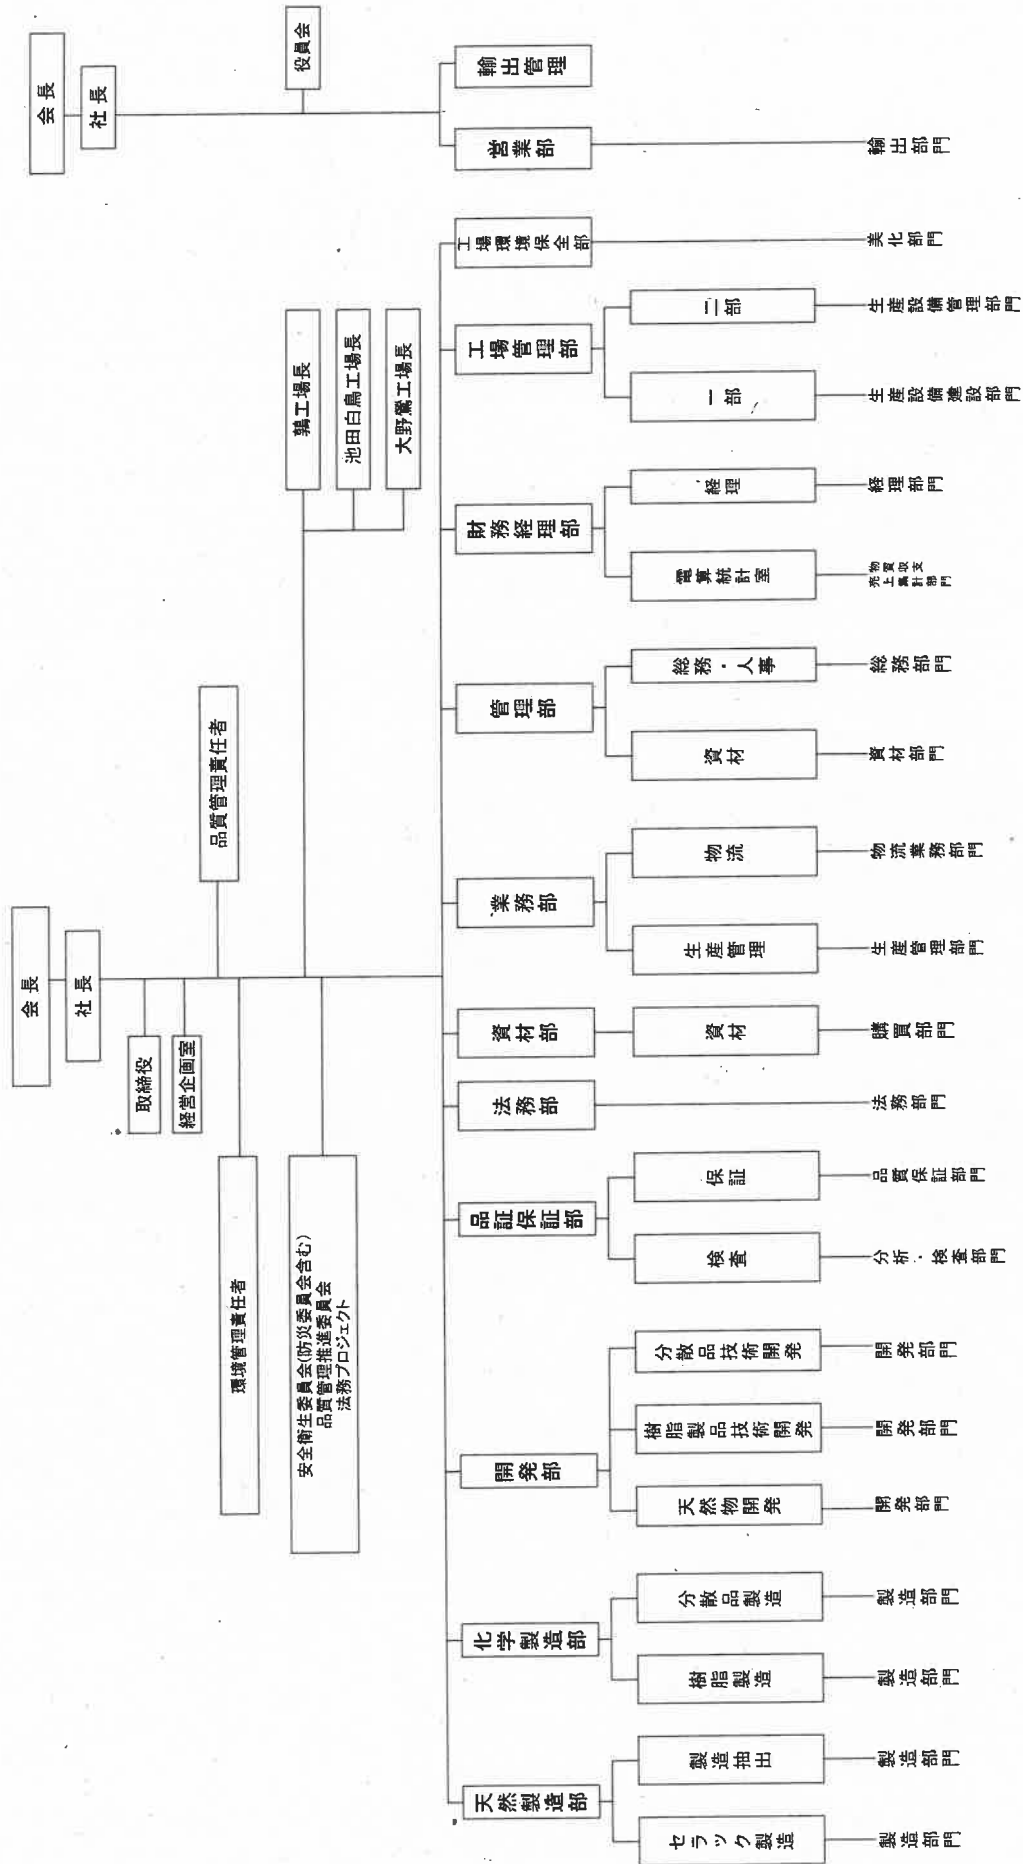 会長
社長
取締役
経営企画室
品質管理責任者
環境管理責任者
安全衛生委員会(防災委員会含む)
品質管理推進委員会
法務プロジェクト
鶉工場長
池田白鳥工場長
大野鶯工場長
会長
社長
役員会
天然製造部
化学製造部
開発部
品証保証部
法務部
資材部
業務部
管理部
財務経理部
工場管理部
工場環境保全部
営業部
輸出管理
セラック製造
製造抽出
樹脂製造
分散品製造
天然物開発
樹脂製品技術開発
分散品技術開発
検査
保証
資材
生産管理
物流
資材
総務・人事
電算統計室
経理
一部
二部
製造部門
製造部門
製造部門
製造部門
開発部門
開発部門
開発部門
分析・検査部門
品質保証部門
法務部門
購買部門
生産管理部門
物流業務部門
資材部門
総務部門
物質収支
売上集計部門
経理部門
生産設備建設部門
生産設備管理部門
美化部門
輸出部門